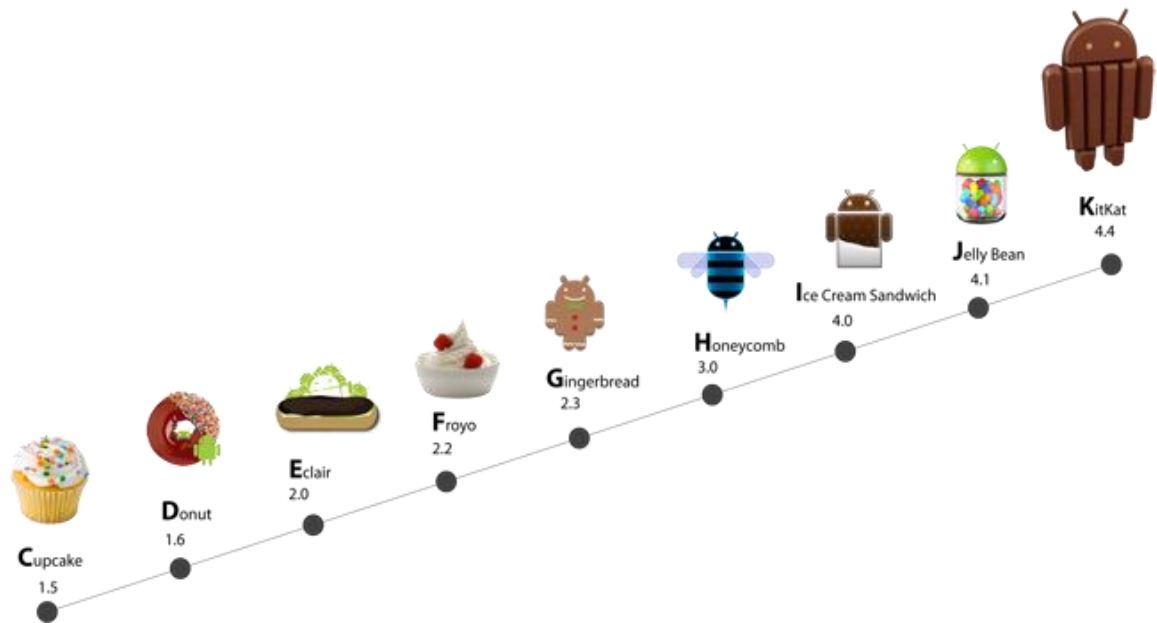 Cupcake
1.5
Donut
1.6
Eclair
2.0
Froyo
2.2
Gingerbread
2.3
Honeycomb
3.0
Ice Cream Sandwich
4.0
Jelly Bean
4.1
KitKat
4.4